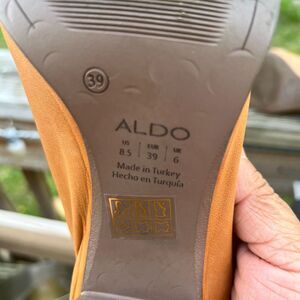 39
ALDO
US EUR UK
8.5 39 6
Made in Turkey
Hecho en Turquía